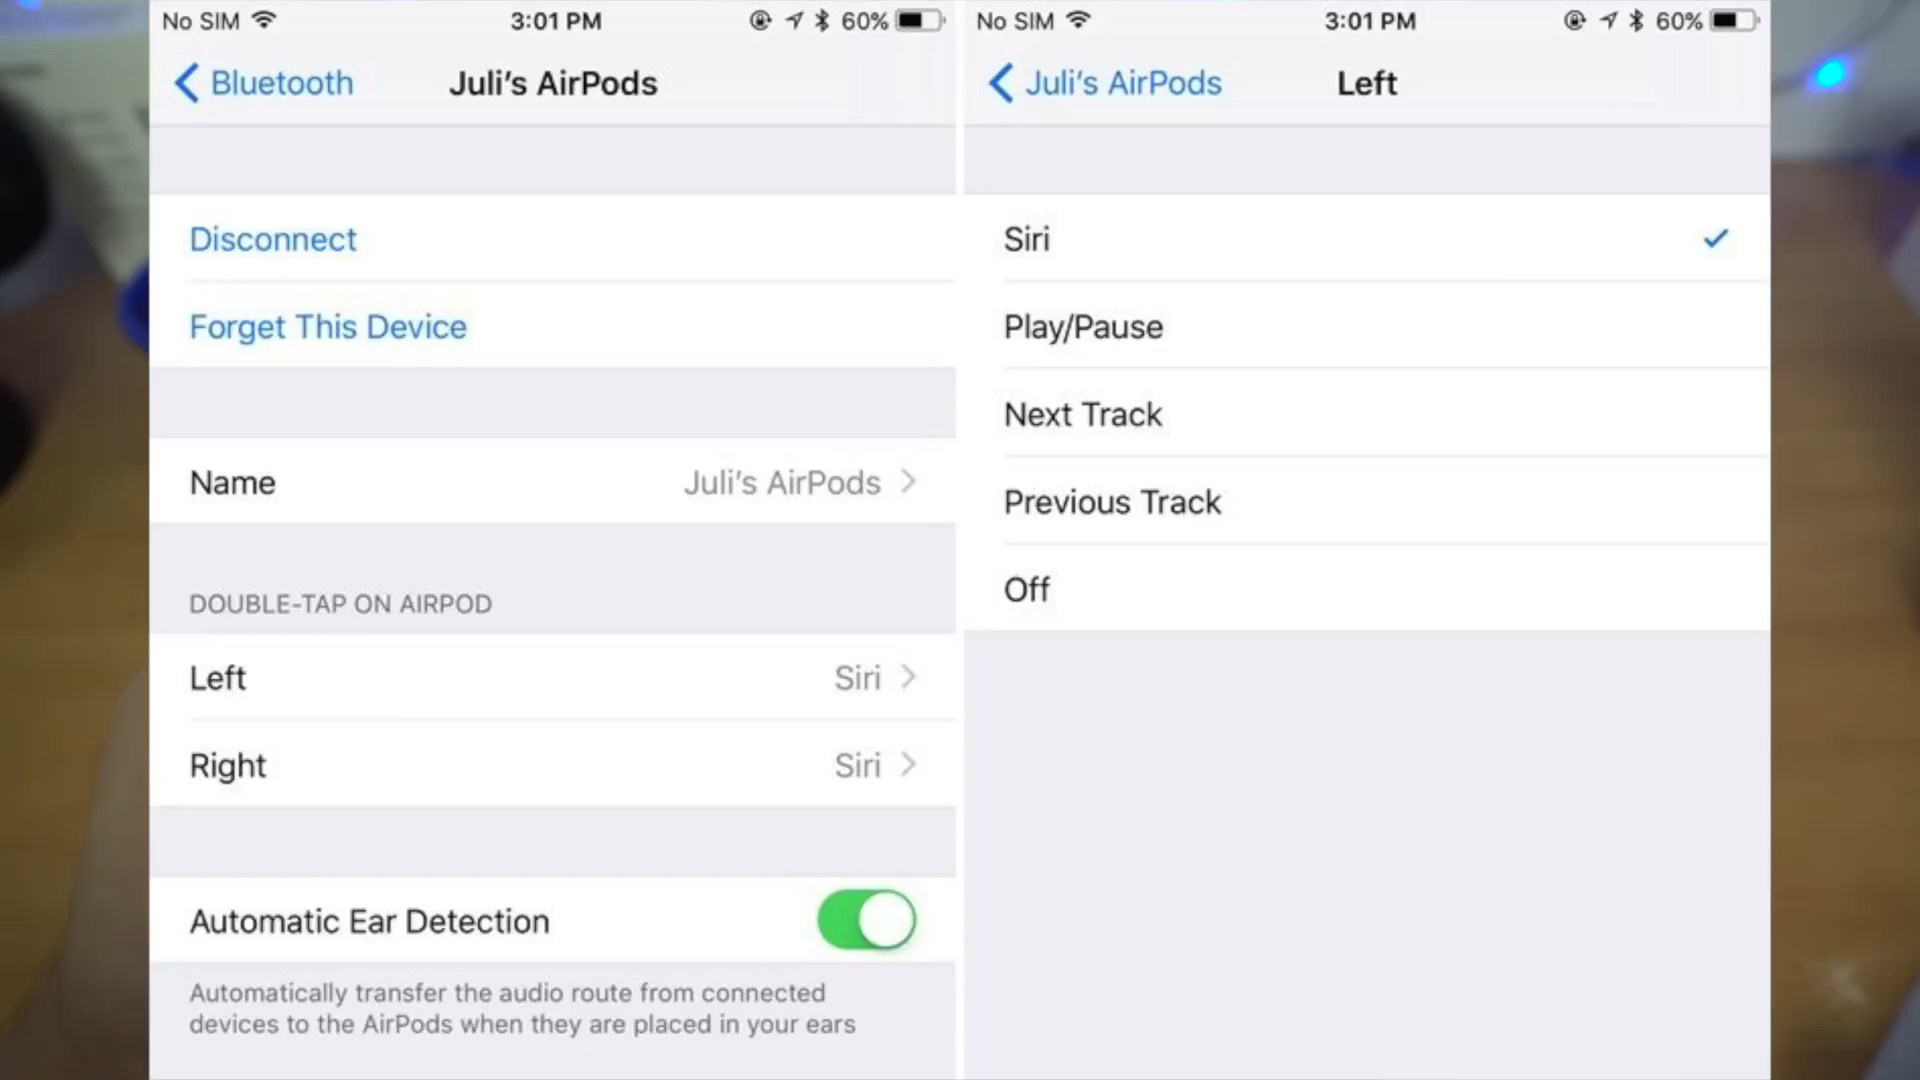 No SIM 3:01 PM 60%
Bluetooth Juli's AirPods
Disconnect
Forget This Device
Name Juli's AirPods
DOUBLE-TAP ON AIRPOD
Left Siri
Right Siri
Automatic Ear Detection
Automatically transfer the audio route from connected
devices to the AirPods when they are placed in your ears
No SIM 3:01 PM 60%
Juli's AirPods Left
Siri
Play/Pause
Next Track
Previous Track
Off